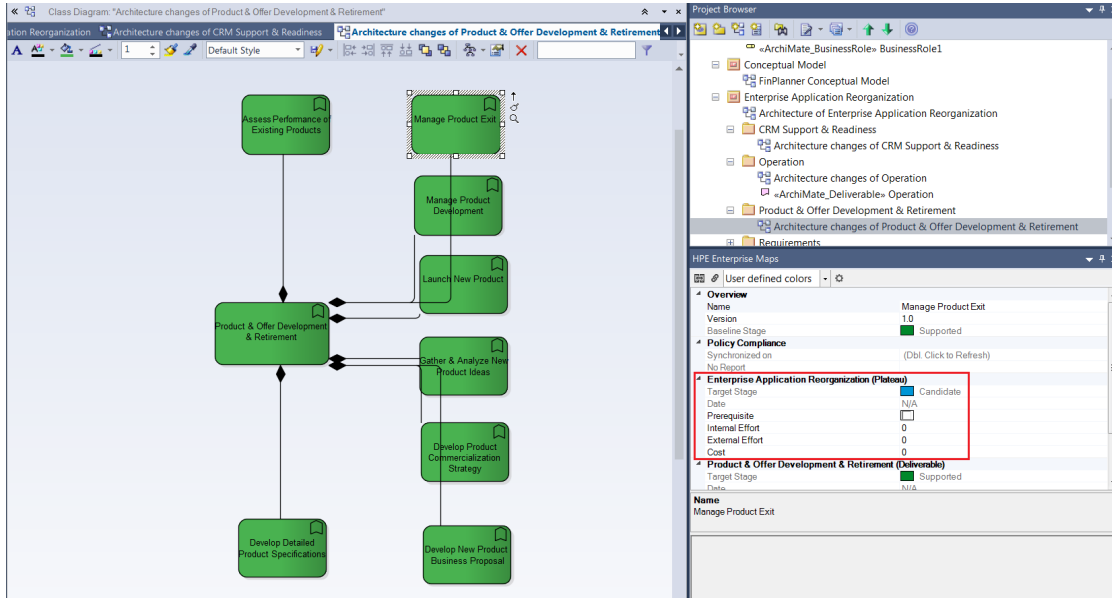 Class Diagram: "Architecture changes of Product & Offer Development & Retirement"
ation Reorganization
Architecture changes of CRM Support & Readiness
Architecture changes of Product & Offer Development & Retirement
1
Default Style
Assess Performance of
Existing Products
Manage Product Exit
Manage Product
Development
Launch New Product
Product & Offer Development
& Retirement
Gather & Analyze New
Product Ideas
Develop Product
Commercialization
Strategy
Develop Detailed
Product Specifications
Develop New Product
Business Proposal
Project Browser
«ArchiMate_BusinessRole» BusinessRole1
Conceptual Model
FinPlanner Conceptual Model
Enterprise Application Reorganization
Architecture of Enterprise Application Reorganization
CRM Support & Readiness
Architecture changes of CRM Support & Readiness
Operation
Architecture changes of Operation
«ArchiMate_Deliverable» Operation
Product & Offer Development & Retirement
Architecture changes of Product & Offer Development & Retirement
Requirements
HPE Enterprise Maps
User defined colors
Overview
Name Manage Product Exit
Version 1.0
Baseline Stage Supported
Policy Compliance
Synchronized on (Dbl. Click to Refresh)
No Report
Enterprise Application Reorganization (Plateau)
Target Stage Candidate
Date N/A
Prerequisite
Internal Effort 0
External Effort 0
Cost 0
Product & Offer Development & Retirement (Deliverable)
Target Stage Supported
Date N/A
Name
Manage Product Exit